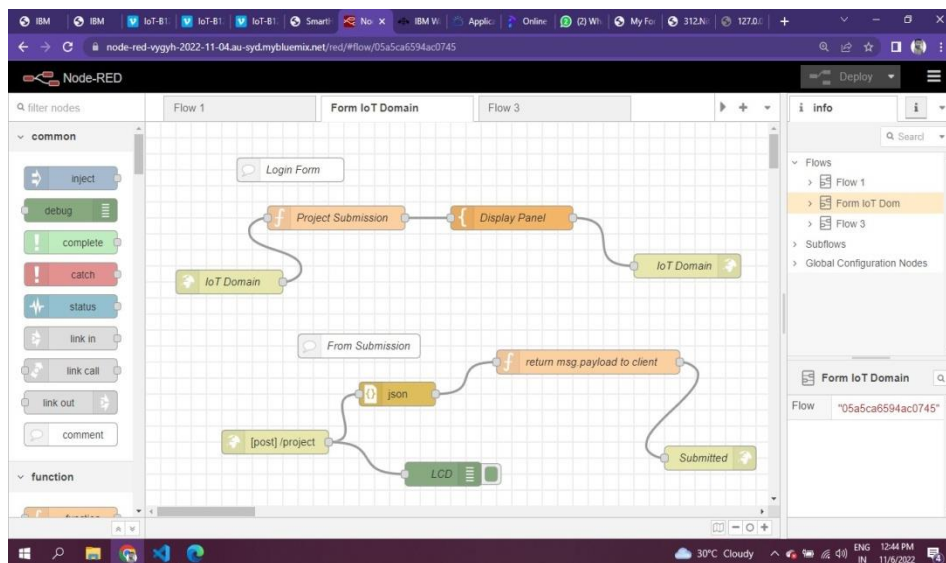 IBM IBM IoT-B1 IoT-B1 IoT-B1 Smart No IBM Wa Applica Online (2) Wh My Fo 312.Ni 127.0.
node-red-vygyh-2022-11-04.au-syd.mybluemix.net/red/#flow/05a5ca6594ac0745
Node-RED Deploy
filter nodes Flow 1 Form IoT Domain Flow 3 i info i
common
Searcl
Login Form
Flows
inject
Flow 1
debug
Project Submission Display Panel
Form IoT Dom
Flow 3
complete
Subflows
catch
IoT Domain IoT Domain
Global Configuration Nodes
status
link in
From Submission
return msg.payload to client
link call
Form IoT Domain
link out
json
Flow "05a5ca6594ac0745"
comment
[post] /project
Submitted
LCD
function
30°C Cloudy ENG 12:44 PM
IN 11/6/2022